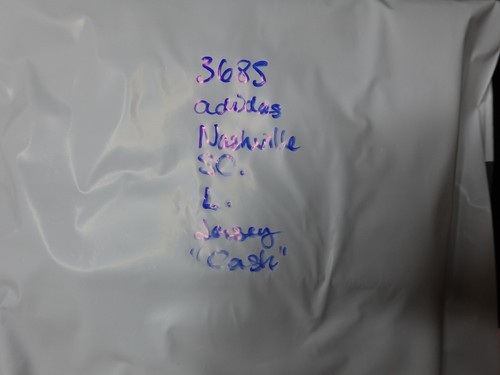 3685
adidas
Nashville
SC.
L.
Jersey
"Cash"